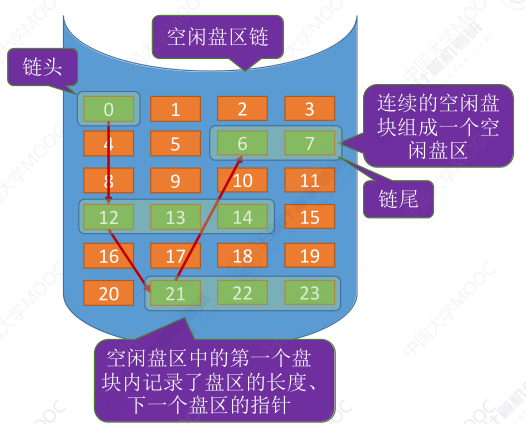 空闲盘区链
链头
0 1 2 3
连续的空闲盘
块组成一个空
闲盘区
4 5 6 7
8 9 10 11
链尾
12 13 14 15
16 17 18 19
20 21 22 23
空闲盘区中的第一个盘
块内记录了盘区的长度、
下一个盘区的指针
中国大学MOOC